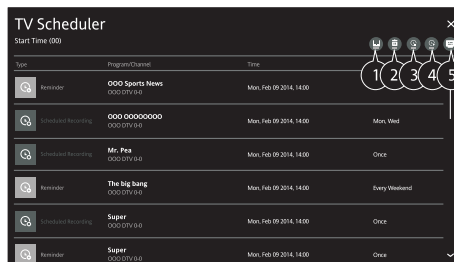 TV Scheduler
Start Time (00)
Type Program/Channel Time
1 2 3 4 5
Reminder OOO Sports News Mon, Feb 09 2014, 14:00
OOO DTV 0-0
Scheduled Recording OOO OOOOOOO Mon, Feb 09 2014, 14:00 Mon, Wed
OOO DTV 0-0
Scheduled Recording Mr. Pea Mon, Feb 09 2014, 14:00 Once
OOO DTV 0-0
Reminder The big bang Mon, Feb 09 2014, 14:00 Every Weekend
OOO DTV 0-0
Scheduled Recording Super Mon, Feb 09 2014, 14:00 Once
OOO DTV 0-0
Reminder Super Mon, Feb 09 2014, 14:00 Once
OOO DTV 0-0